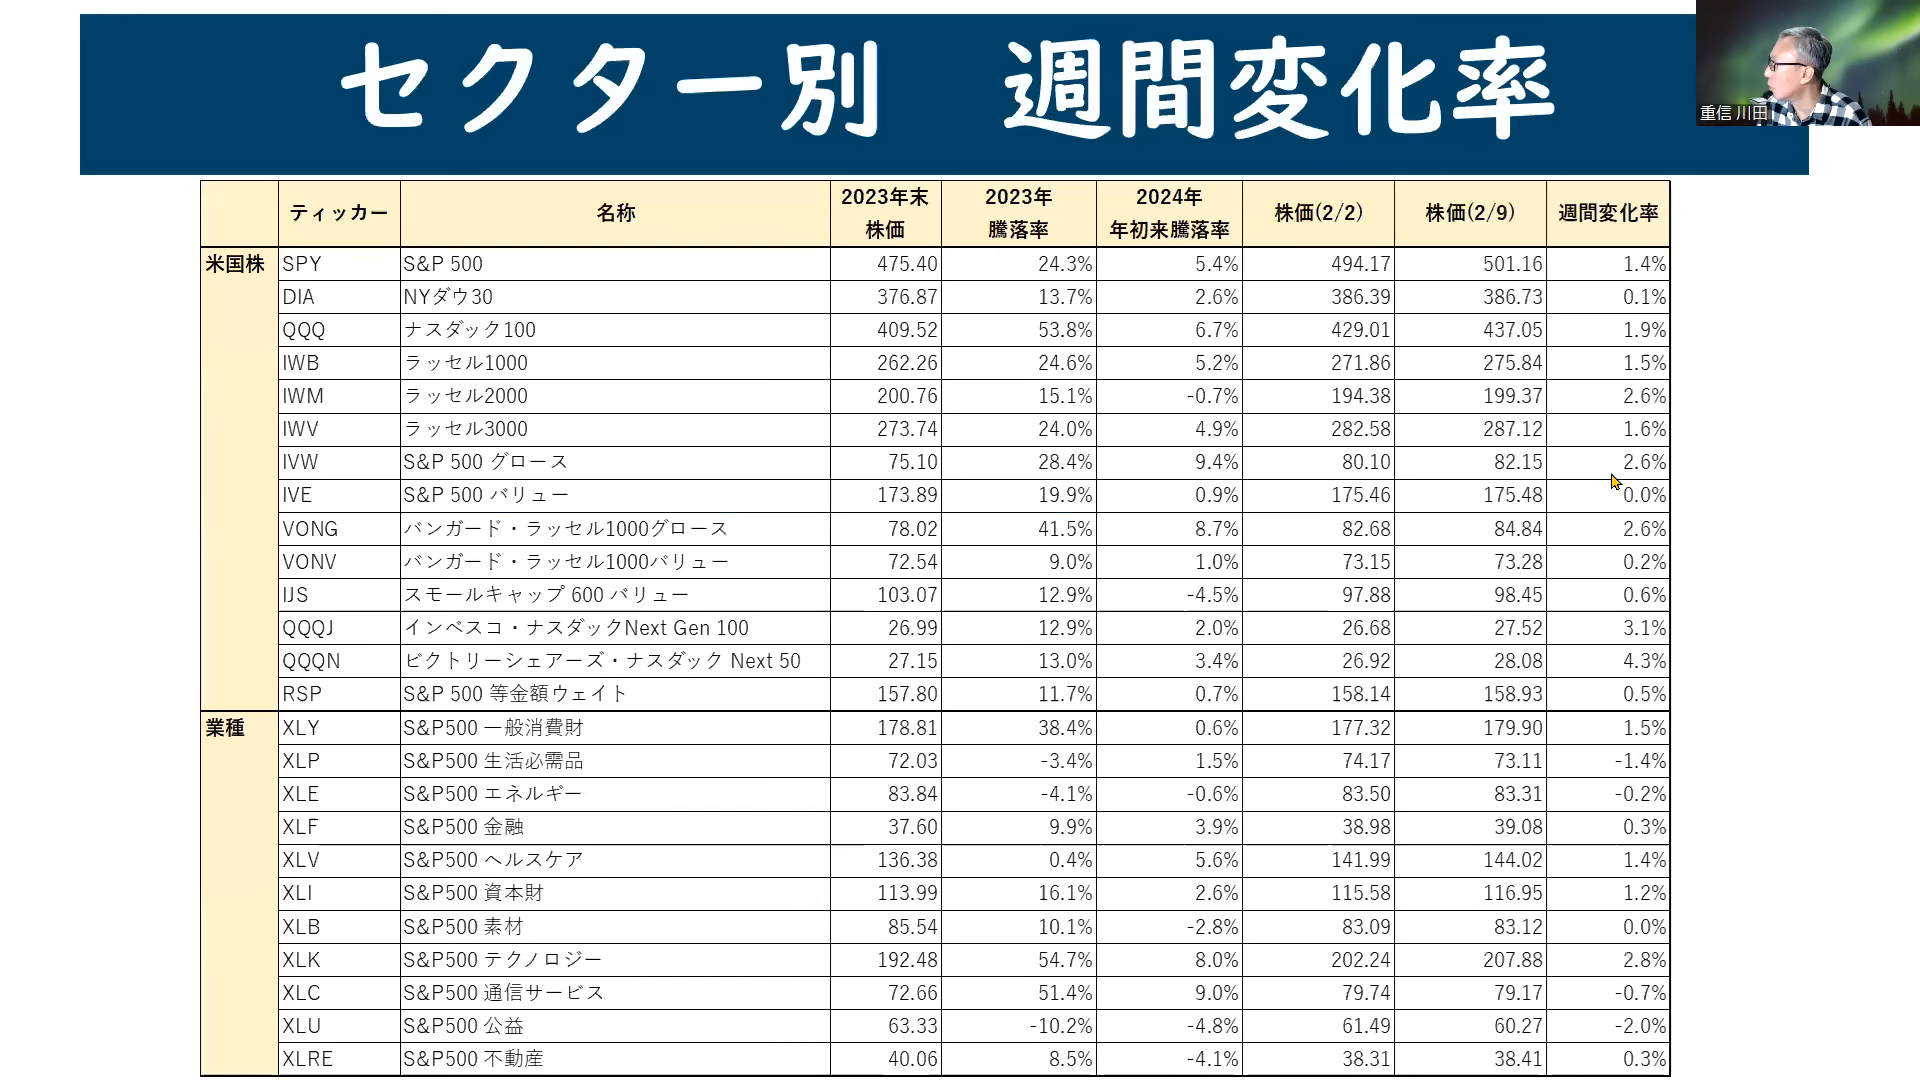 セクター別　週間変化率
重信 川田
ティッカー 名称 2023年末 株価 2023年 騰落率 2024年 年初来騰落率 株価(2/2) 株価(2/9) 週間変化率
米国株 SPY S&P 500 475.40 24.3% 5.4% 494.17 501.16 1.4%
DIA NYダウ30 376.87 13.7% 2.6% 386.39 386.73 0.1%
QQQ ナスダック100 409.52 53.8% 6.7% 429.01 437.05 1.9%
IWB ラッセル1000 262.26 24.6% 5.2% 271.86 275.84 1.5%
IWM ラッセル2000 200.76 15.1% -0.7% 194.38 199.37 2.6%
IWV ラッセル3000 273.74 24.0% 4.9% 282.58 287.12 1.6%
IVW S&P 500 グロース 75.10 28.4% 9.4% 80.10 82.15 2.6%
IVE S&P 500 バリュー 173.89 19.9% 0.9% 175.46 175.48 0.0%
VONG バンガード・ラッセル1000グロース 78.02 41.5% 8.7% 82.68 84.84 2.6%
VONV バンガード・ラッセル1000バリュー 72.54 9.0% 1.0% 73.15 73.28 0.2%
IJS スモールキャップ 600 バリュー 103.07 12.9% -4.5% 97.88 98.45 0.6%
QQQJ インベスコ・ナスダックNext Gen 100 26.99 12.9% 2.0% 26.68 27.52 3.1%
QQQN ビクトリーシェアーズ・ナスダック Next 50 27.15 13.0% 3.4% 26.92 28.08 4.3%
RSP S&P 500 等金額ウェイト 157.80 11.7% 0.7% 158.14 158.93 0.5%
業種 XLY S&P500 一般消費財 178.81 38.4% 0.6% 177.32 179.90 1.5%
XLP S&P500 生活必需品 72.03 -3.4% 1.5% 74.17 73.11 -1.4%
XLE S&P500 エネルギー 83.84 -4.1% -0.6% 83.50 83.31 -0.2%
XLF S&P500 金融 37.60 9.9% 3.9% 38.98 39.08 0.3%
XLV S&P500 ヘルスケア 136.38 0.4% 5.6% 141.99 144.02 1.4%
XLI S&P500 資本財 113.99 16.1% 2.6% 115.58 116.95 1.2%
XLB S&P500 素材 85.54 10.1% -2.8% 83.09 83.12 0.0%
XLK S&P500 テクノロジー 192.48 54.7% 8.0% 202.24 207.88 2.8%
XLC S&P500 通信サービス 72.66 51.4% 9.0% 79.74 79.17 -0.7%
XLU S&P500 公益 63.33 -10.2% -4.8% 61.49 60.27 -2.0%
XLRE S&P500 不動産 40.06 8.5% -4.1% 38.31 38.41 0.3%